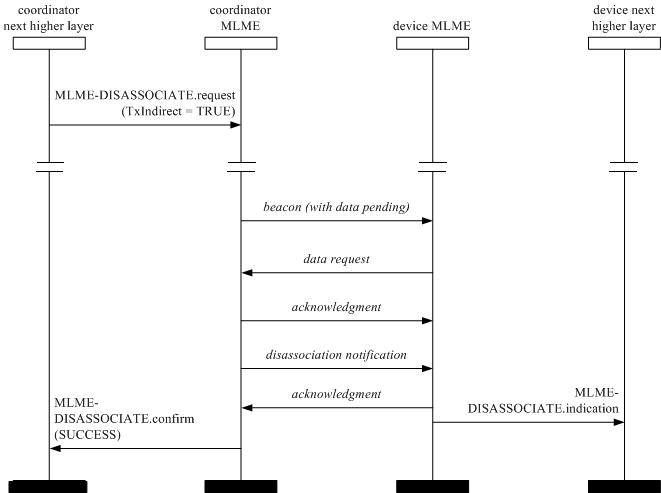 coordinator
next higher layer
coordinator
MLME
device MLME
device next
higher layer
MLME-DISASSOCIATE.request
(TxIndirect = TRUE)
beacon (with data pending)
data request
acknowledgment
disassociation notification
acknowledgment
MLME-
DISASSOCIATE.indication
MLME-
DISASSOCIATE.confirm
(SUCCESS)